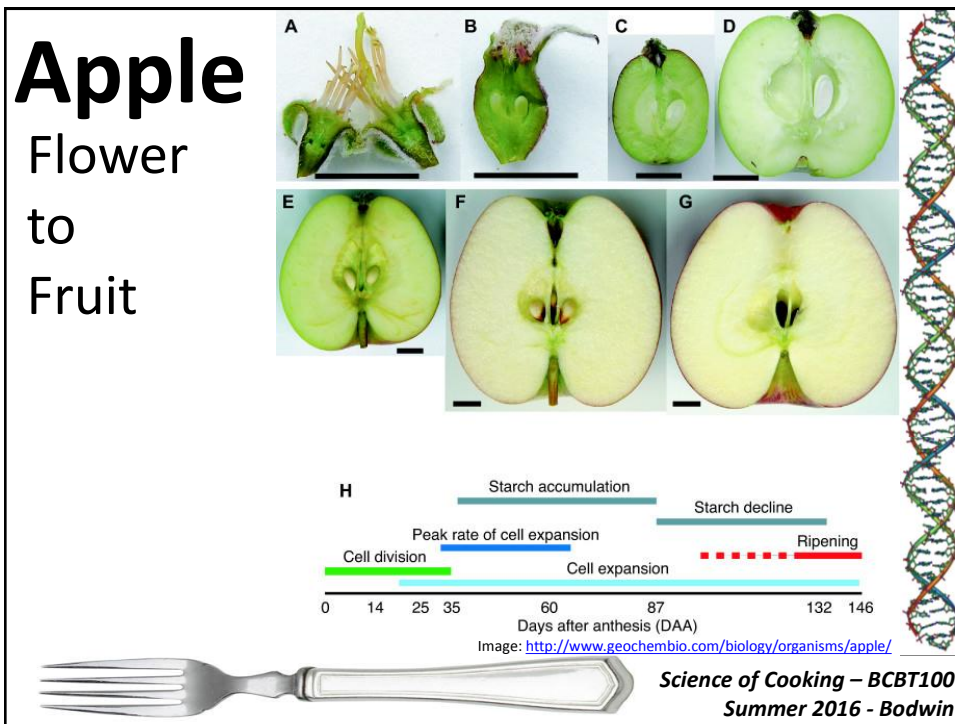 Apple
Flower
to
Fruit
A
B
C
D
E
F
G
H
Starch accumulation
Starch decline
Peak rate of cell expansion
Ripening
Cell division
Cell expansion
0 14 25 35 60 87 132 146
Days after anthesis (DAA)
Image: http://www.geochembio.com/biology/organisms/apple/
Science of Cooking – BCBT100
Summer 2016 - Bodwin